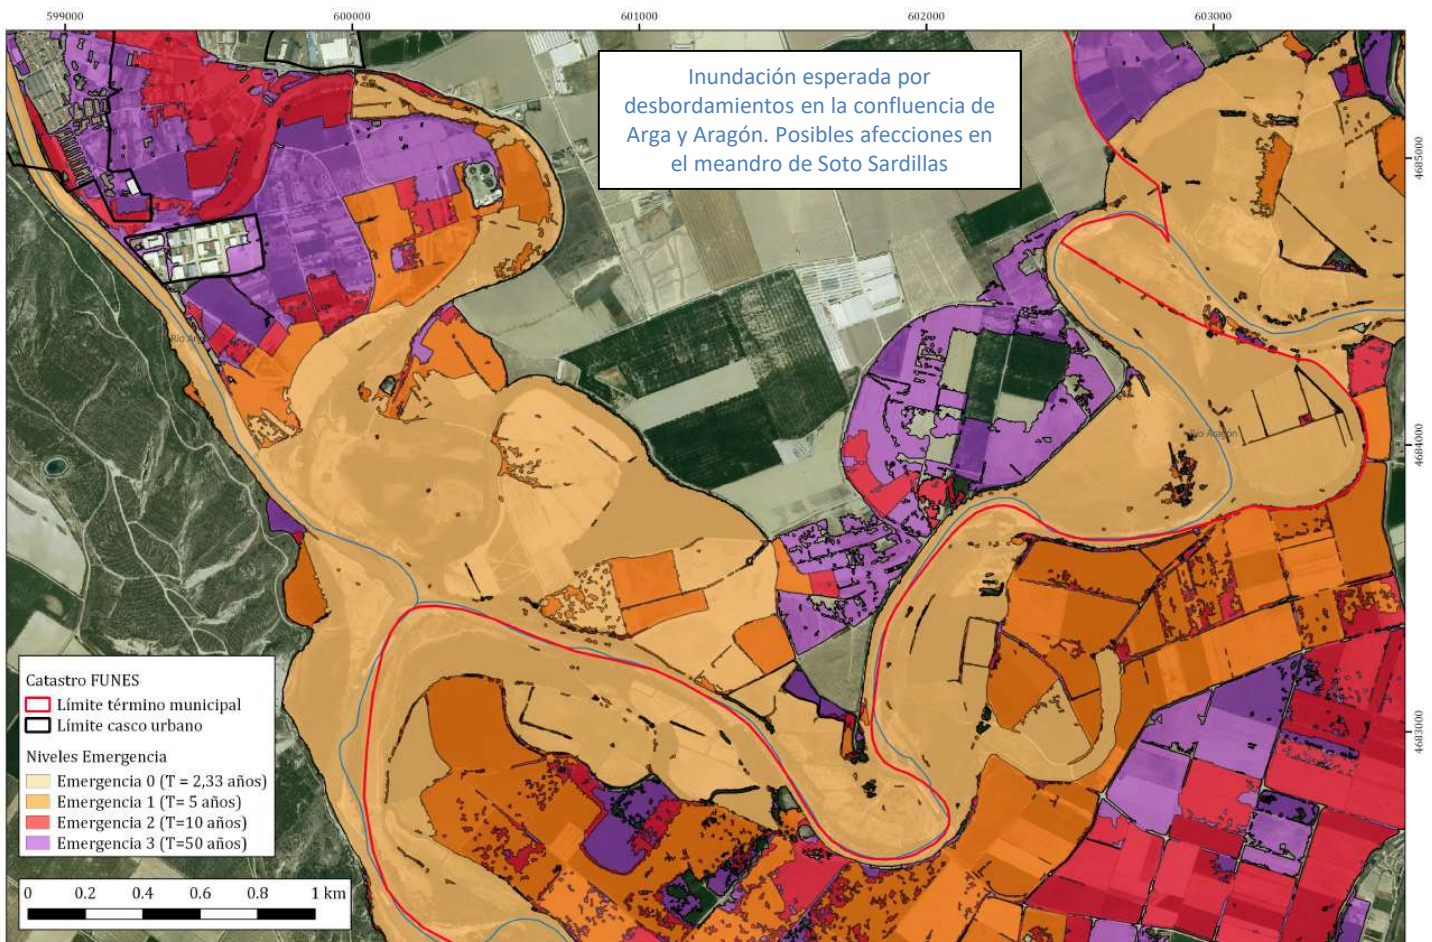 599000
600000
601000
602000
603000
Inundación esperada por
desbordamientos en la confluencia de
Arga y Aragón. Posibles afecciones en
el meandro de Soto Sardillas
4685000
4684000
4683000
Río Aragón
Catastro FUNES
Límite término municipal
Límite casco urbano
Niveles Emergencia
Emergencia 0 (T = 2,33 años)
Emergencia 1 (T= 5 años)
Emergencia 2 (T=10 años)
Emergencia 3 (T=50 años)
0 0.2 0.4 0.6 0.8 1 km